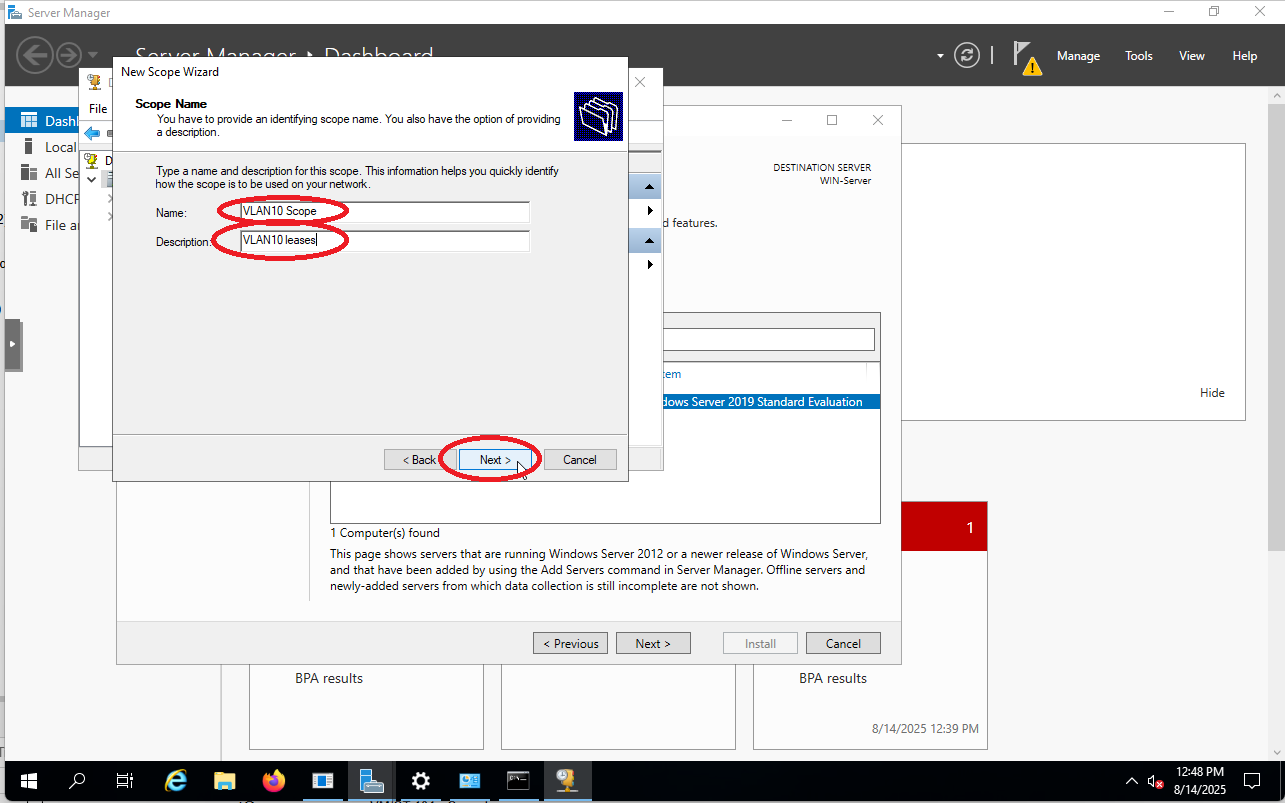 Server Manager
Server Manager • Dashboard
Manage
Tools
View
Help
New Scope Wizard
Scope Name
You have to provide an identifying scope name. You also have the option of providing
a description.
File
Type a name and description for this scope. This information helps you quickly identify
how the scope is to be used on your network.
Name:
VLAN10 Scope
Description:
VLAN10 leases
< Back
Next >
Cancel
Dash
Local
All Se
DHCP
File a
D
DESTINATION SERVER
WIN-Server
d features.
dows Server 2019 Standard Evaluation
Hide
1 Computer(s) found
This page shows servers that are running Windows Server 2012 or a newer release of Windows Server,
and that have been added by using the Add Servers command in Server Manager. Offline servers and
newly-added servers from which data collection is still incomplete are not shown.
1
< Previous
Next >
Install
Cancel
BPA results
BPA results
8/14/2025 12:39 PM
12:48 PM
8/14/2025